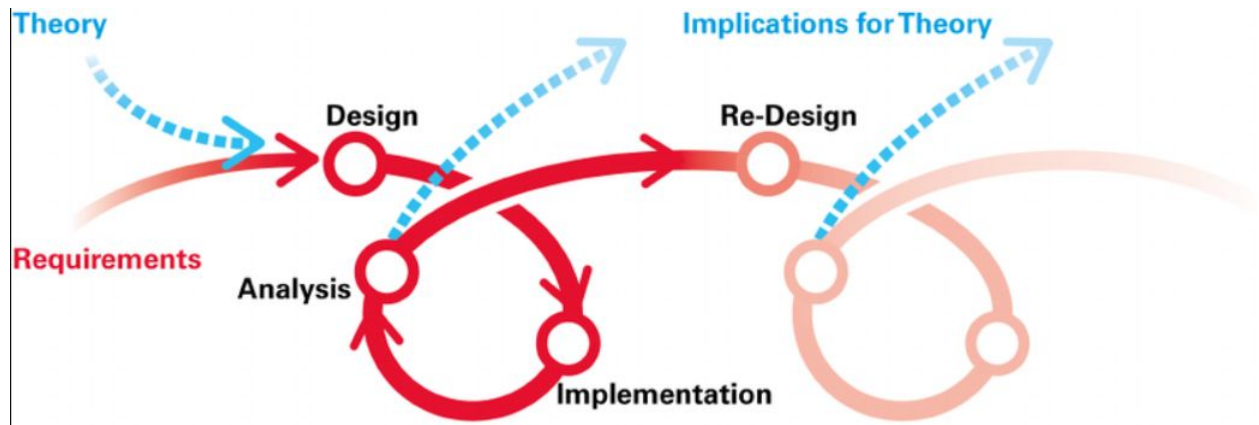 Theory
Implications for Theory
Design
Re-Design
Requirements
Analysis
Implementation